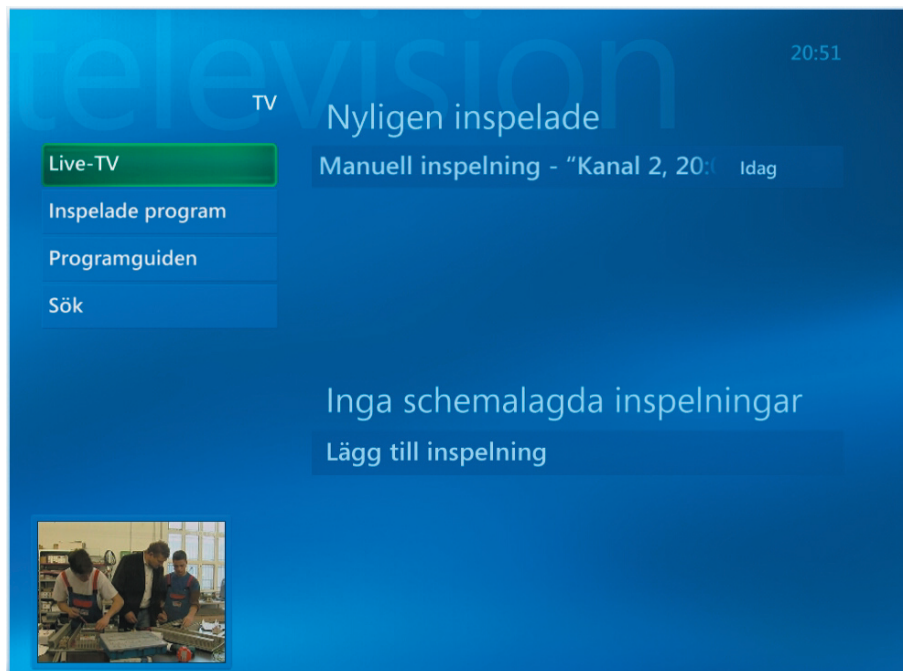 television
20:51
TV
Live-TV
Inspelade program
Programguiden
Sök
Nyligen inspelade
Manuell inspelning - “Kanal 2, 20: Idag
Inga schemalagda inspelningar
Lägg till inspelning